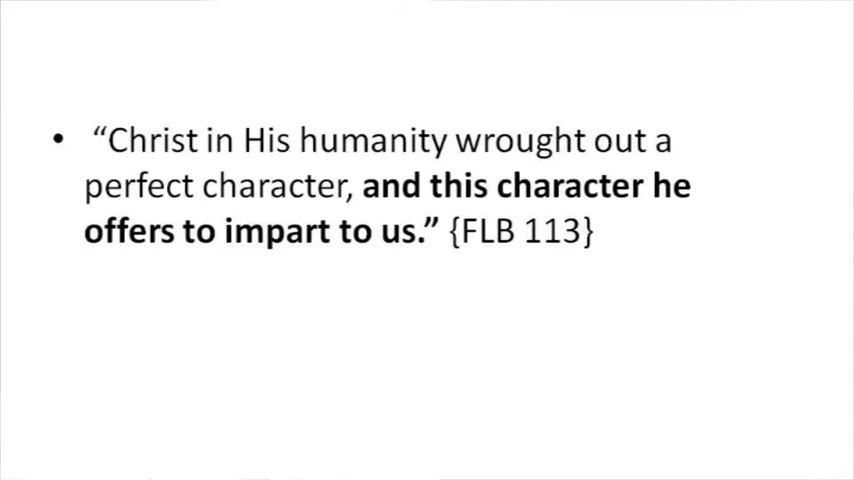 • “Christ in His humanity wrought out a
perfect character, and this character he
offers to impart to us.” {FLB 113}